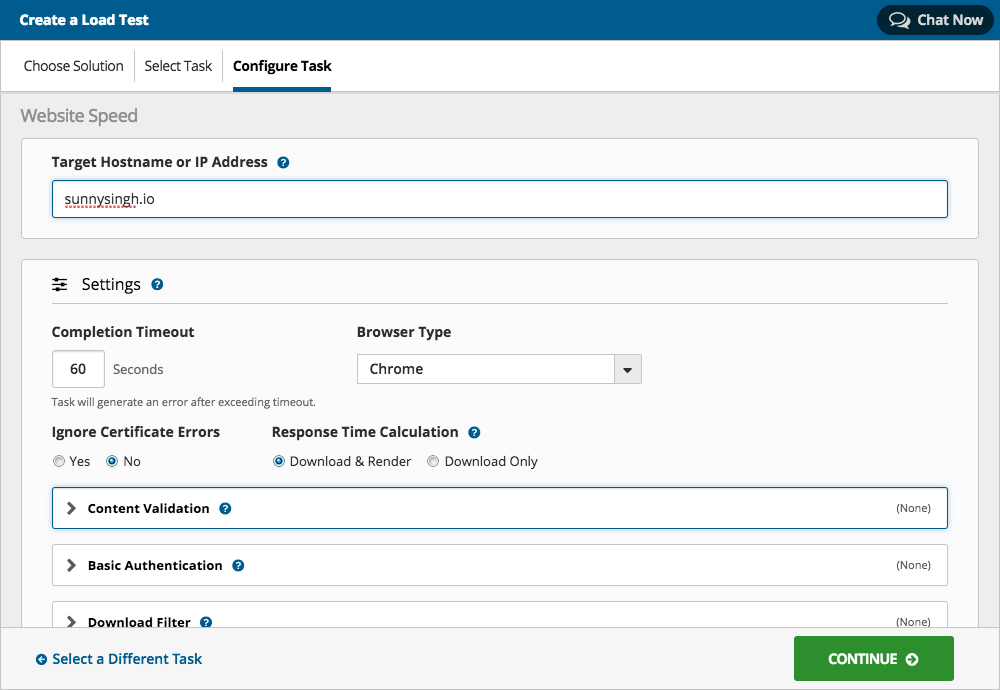 Create a Load Test
Chat Now
Choose Solution
Select Task
Configure Task
Website Speed
Target Hostname or IP Address ?
sunnysingh.io
Settings ?
Completion Timeout
Browser Type
60 Seconds
Chrome
Task will generate an error after exceeding timeout.
Ignore Certificate Errors
Response Time Calculation ?
Yes No
Download & Render Download Only
Content Validation ? (None)
Basic Authentication ? (None)
Download Filter ? (None)
Select a Different Task
CONTINUE